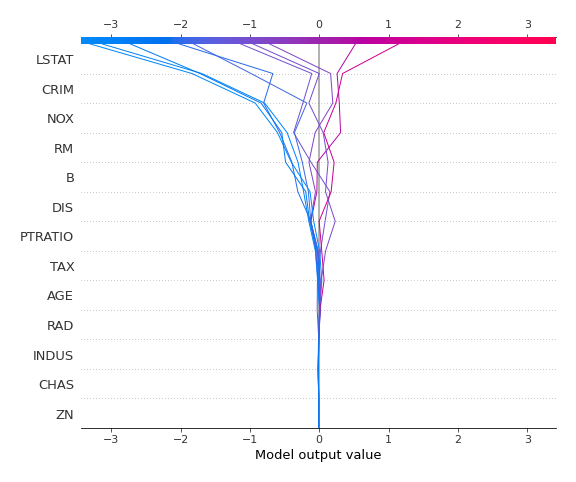 −3 −2 −1 0 1 2 3
LSTAT
CRIM
NOX
RM
B
DIS
PTRATIO
TAX
AGE
RAD
INDUS
CHAS
ZN
−3 −2 −1 0 1 2 3
Model output value